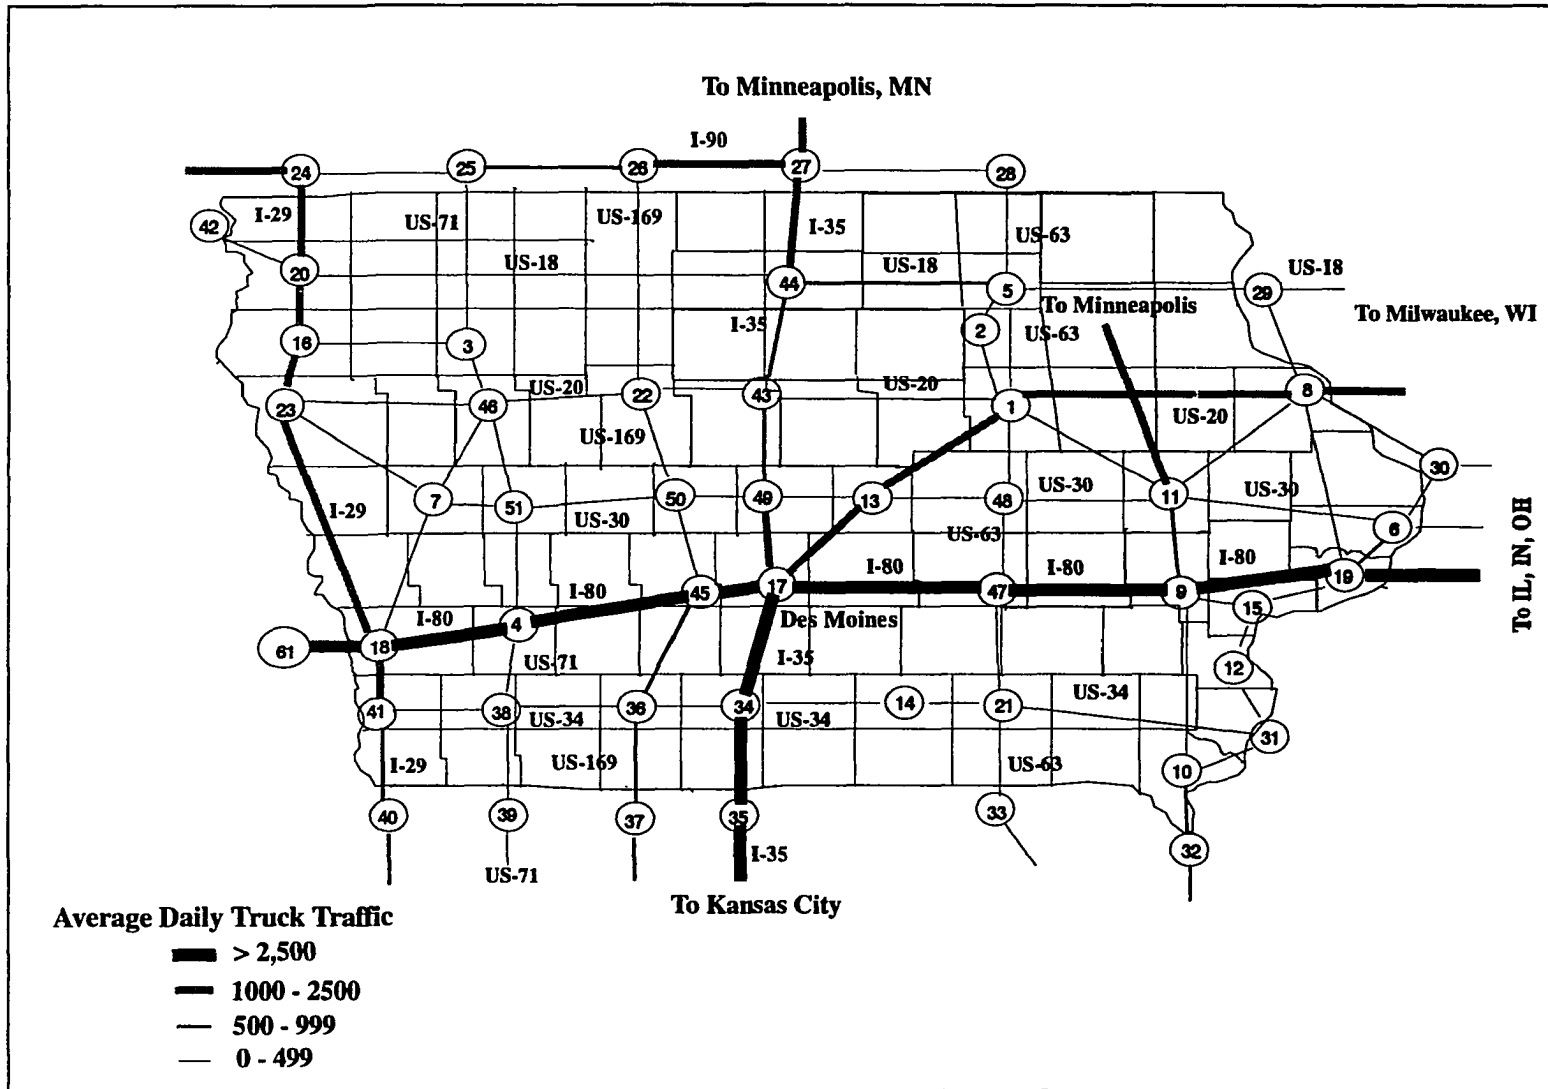 To Minneapolis, MN
I-90
24
25
26
27
28
42
I-29
US-71
US-169
I-35
US-63
20
US-18
44
US-18
5
29
US-I8
To Minneapolis
To Milwaukee, WI
16
3
I-35
2
US-63
23
46
US-20
22
43
US-20
1
US-20
8
US-169
30
7
51
50
49
13
48
US-30
11
US-30
I-29
US-30
US-63
6
To IL, IN, OH
I-80
I-80
I-80
I-80
I-80
17
Des Moines
45
47
9
19
15
61
18
4
US-71
I-35
12
41
38
US-34
36
34
US-34
14
21
US-34
31
I-29
US-169
US-63
10
40
39
37
35
33
32
I-35
US-71
To Kansas City
Average Daily Truck Traffic
> 2,500
1000 - 2500
500 - 999
0 - 499